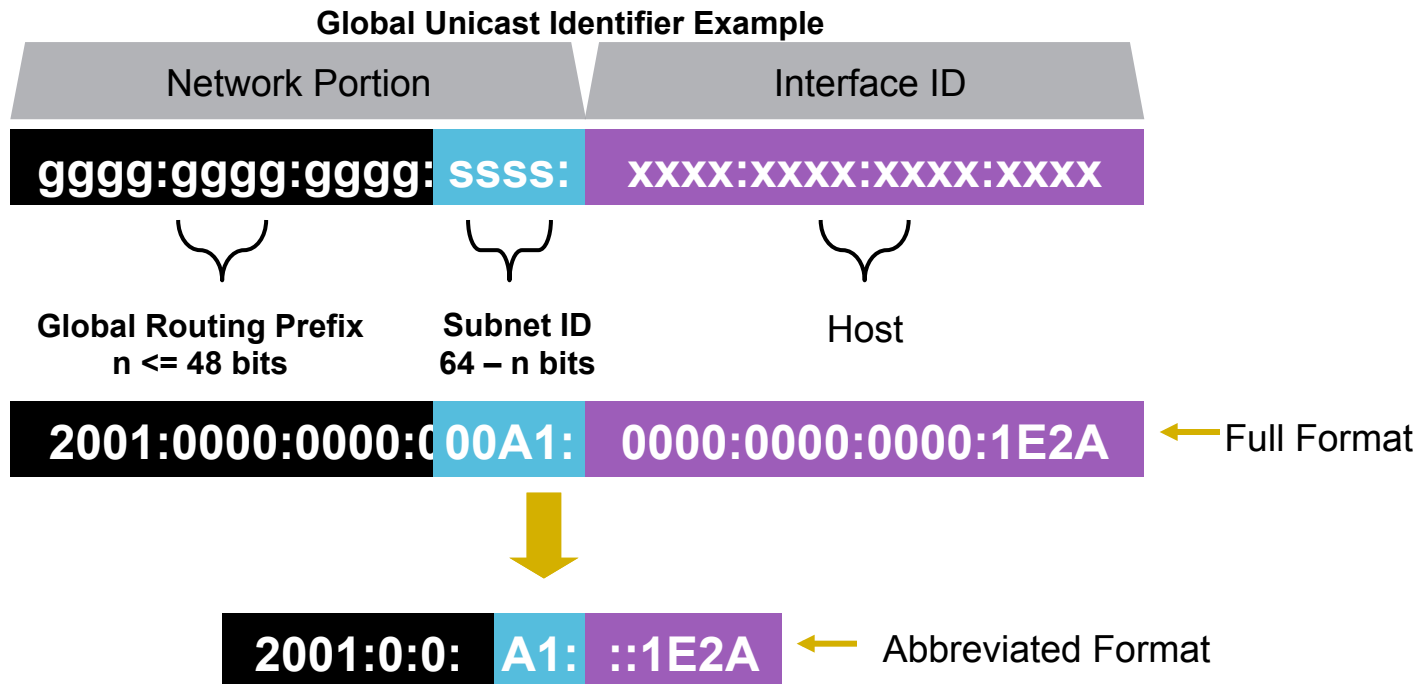 Global Unicast Identifier Example
Network Portion Interface ID
gggg:gggg:gggg: ssss: xxxx:xxxx:xxxx:xxxx
Global Routing Prefix Subnet ID Host
n <= 48 bits 64 – n bits
2001:0000:0000:0 00A1: 0000:0000:0000:1E2A Full Format
2001:0:0: A1: ::1E2A Abbreviated Format